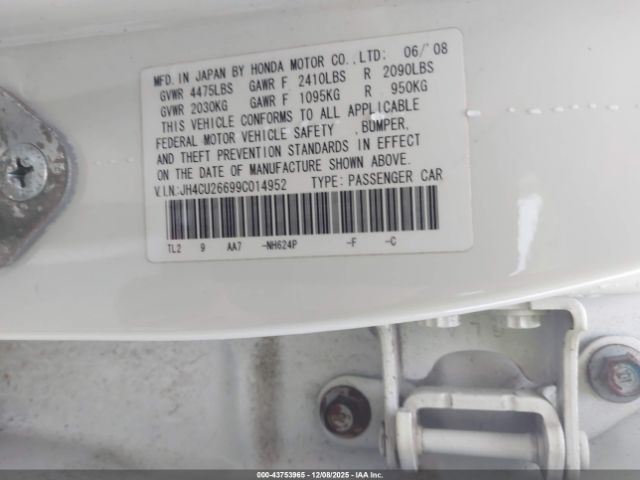 MFD. IN JAPAN BY HONDA MOTOR CO., LTD: 06/'08
GVWR 4475LBS GAWR F 2410LBS R 2090LBS
GVWR 2030KG GAWR F 1095KG R 950KG
THIS VEHICLE CONFORMS TO ALL APPLICABLE
FEDERAL MOTOR VEHICLE SAFETY , BUMPER,
AND THEFT PREVENTION STANDARDS IN EFFECT
ON THE DATE OF MANUFACTURE SHOWN ABOVE.
V.I.N:JH4CU26699C014952 TYPE: PASSENGER CAR
TL2 9 AA7 -NH624P -F -C
000-43753965 - 12/08/2025 - IAAC. Inc.